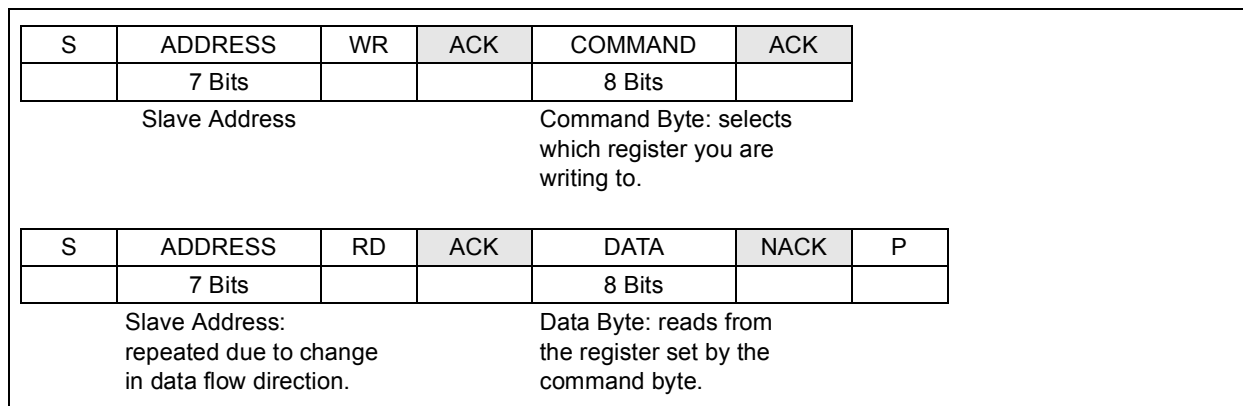 S ADDRESS WR ACK COMMAND ACK
7 Bits 8 Bits
Slave Address
Command Byte: selects
which register you are
writing to.
S ADDRESS RD ACK DATA NACK P
7 Bits 8 Bits
Slave Address:
repeated due to change
in data flow direction.
Data Byte: reads from
the register set by the
command byte.